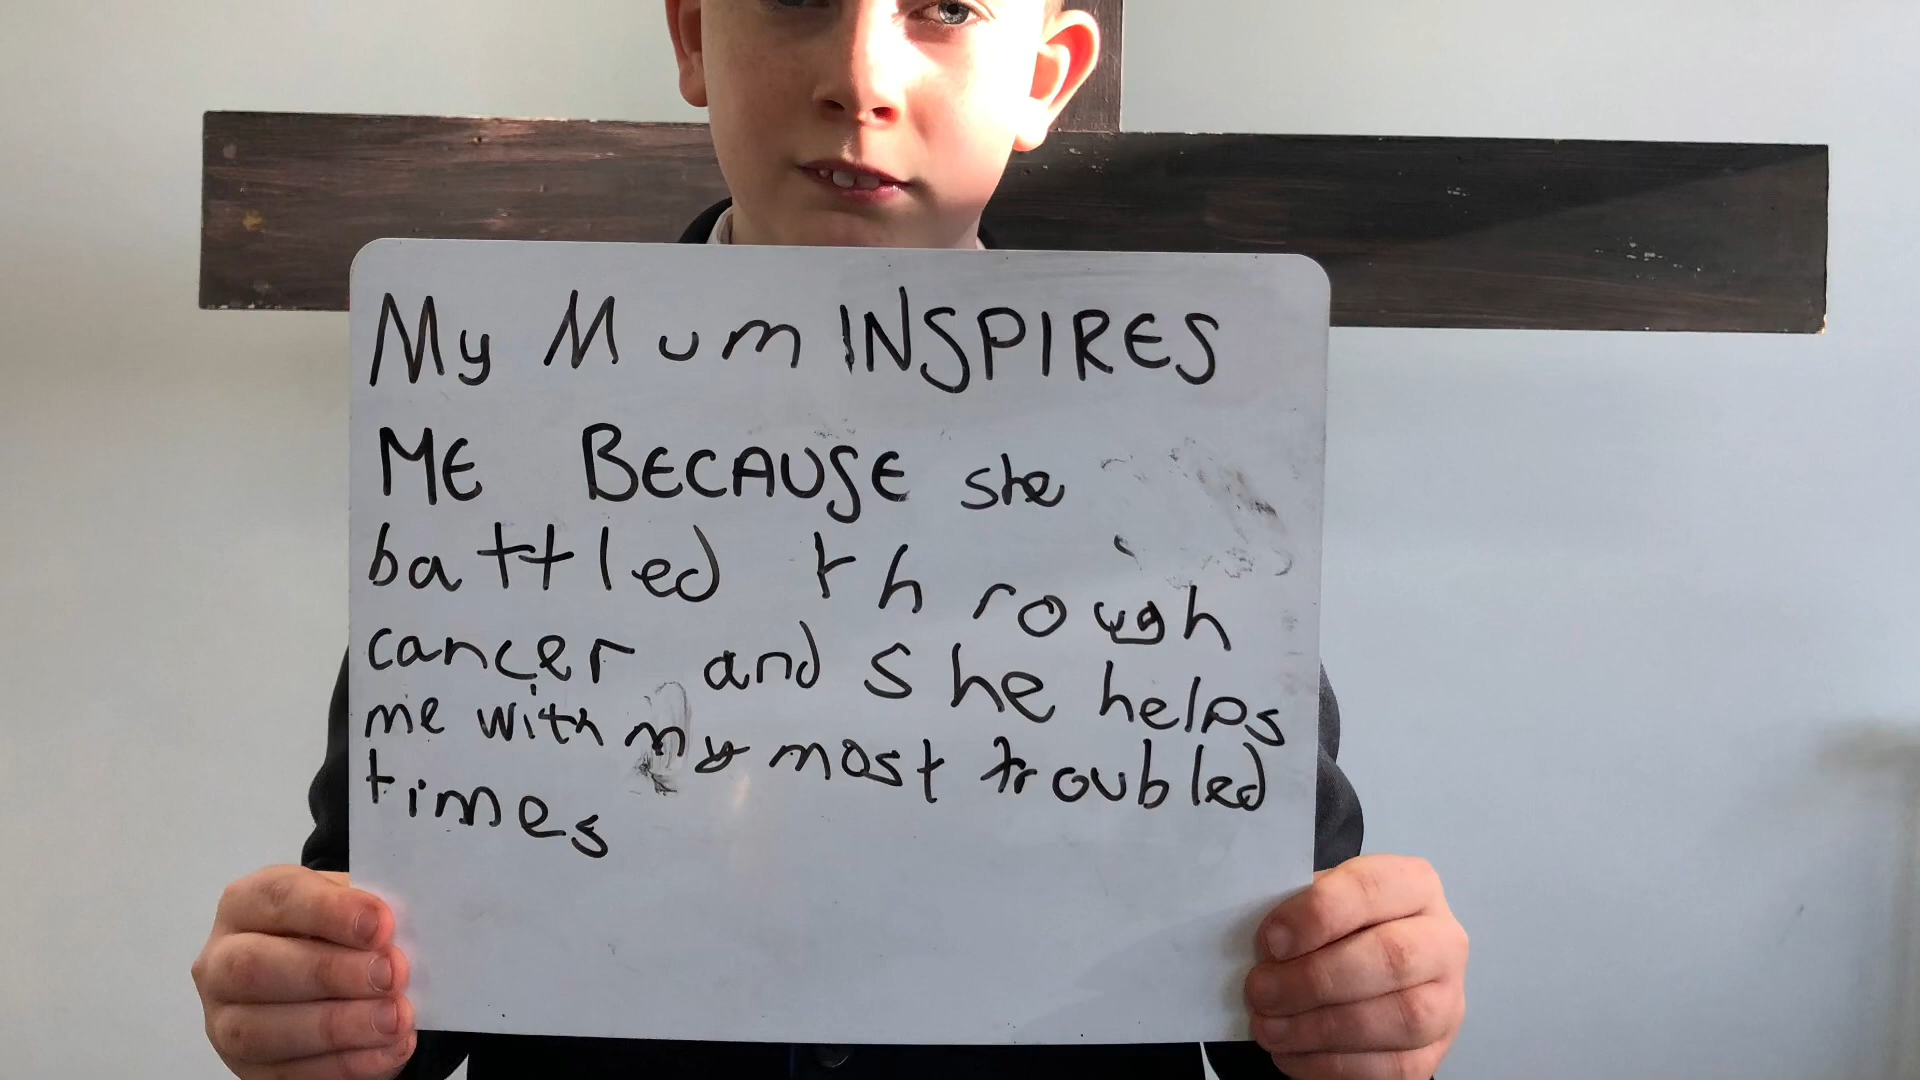 My Mum INSPIRES
ME BECAUSE she
battled through
cancer and she helps
me with my most troubled
times